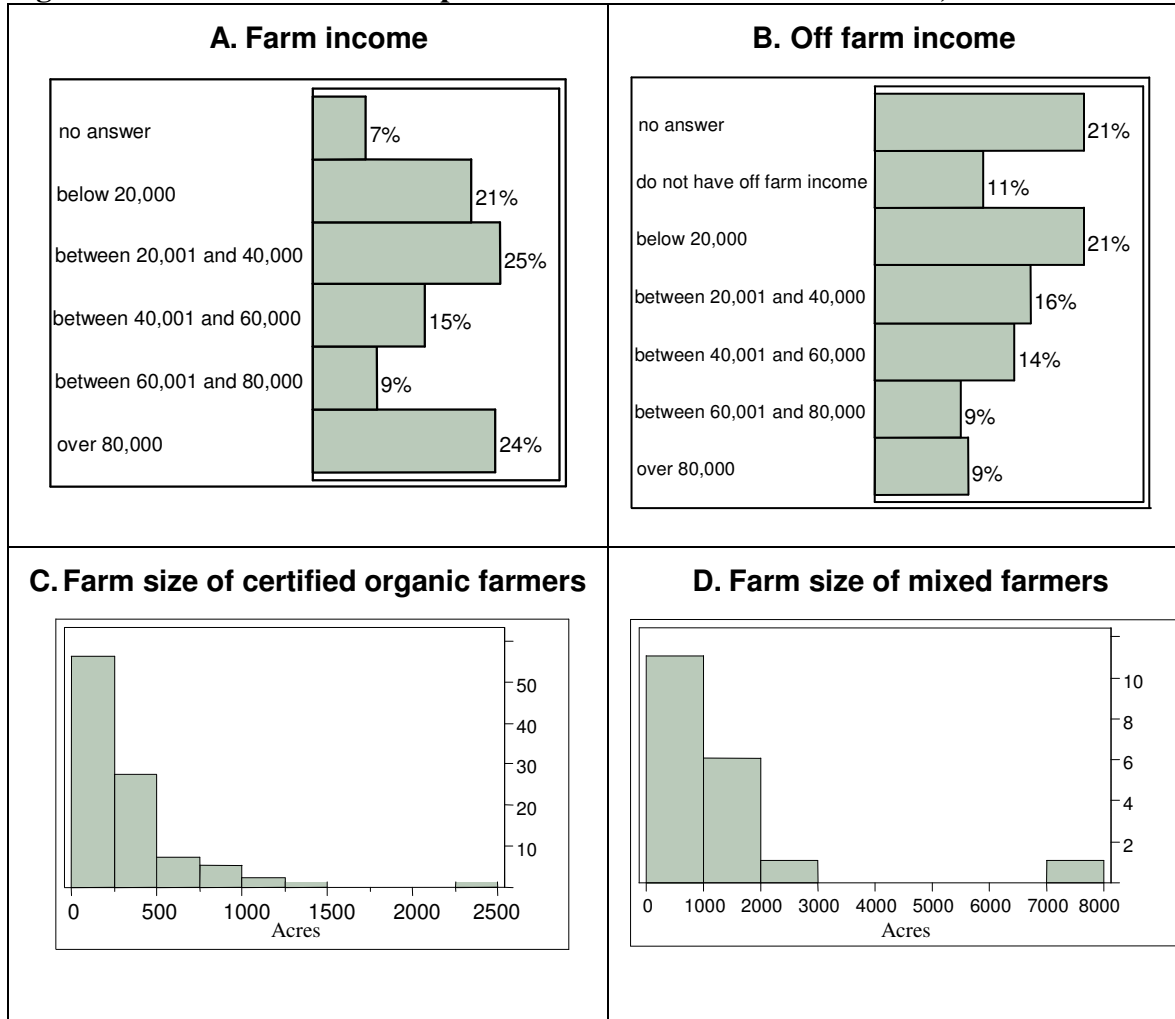 A. Farm income
no answer
7%
below 20,000
21%
between 20,001 and 40,000
25%
between 40,001 and 60,000
15%
between 60,001 and 80,000
9%
over 80,000
24%
B. Off farm income
no answer
21%
do not have off farm income
11%
below 20,000
21%
between 20,001 and 40,000
16%
between 40,001 and 60,000
14%
between 60,001 and 80,000
9%
over 80,000
9%
C. Farm size of certified organic farmers
50
40
30
20
10
0 500 1000 1500 2000 2500
Acres
D. Farm size of mixed farmers
10
8
6
4
2
0 1000 2000 3000 4000 5000 6000 7000 8000
Acres